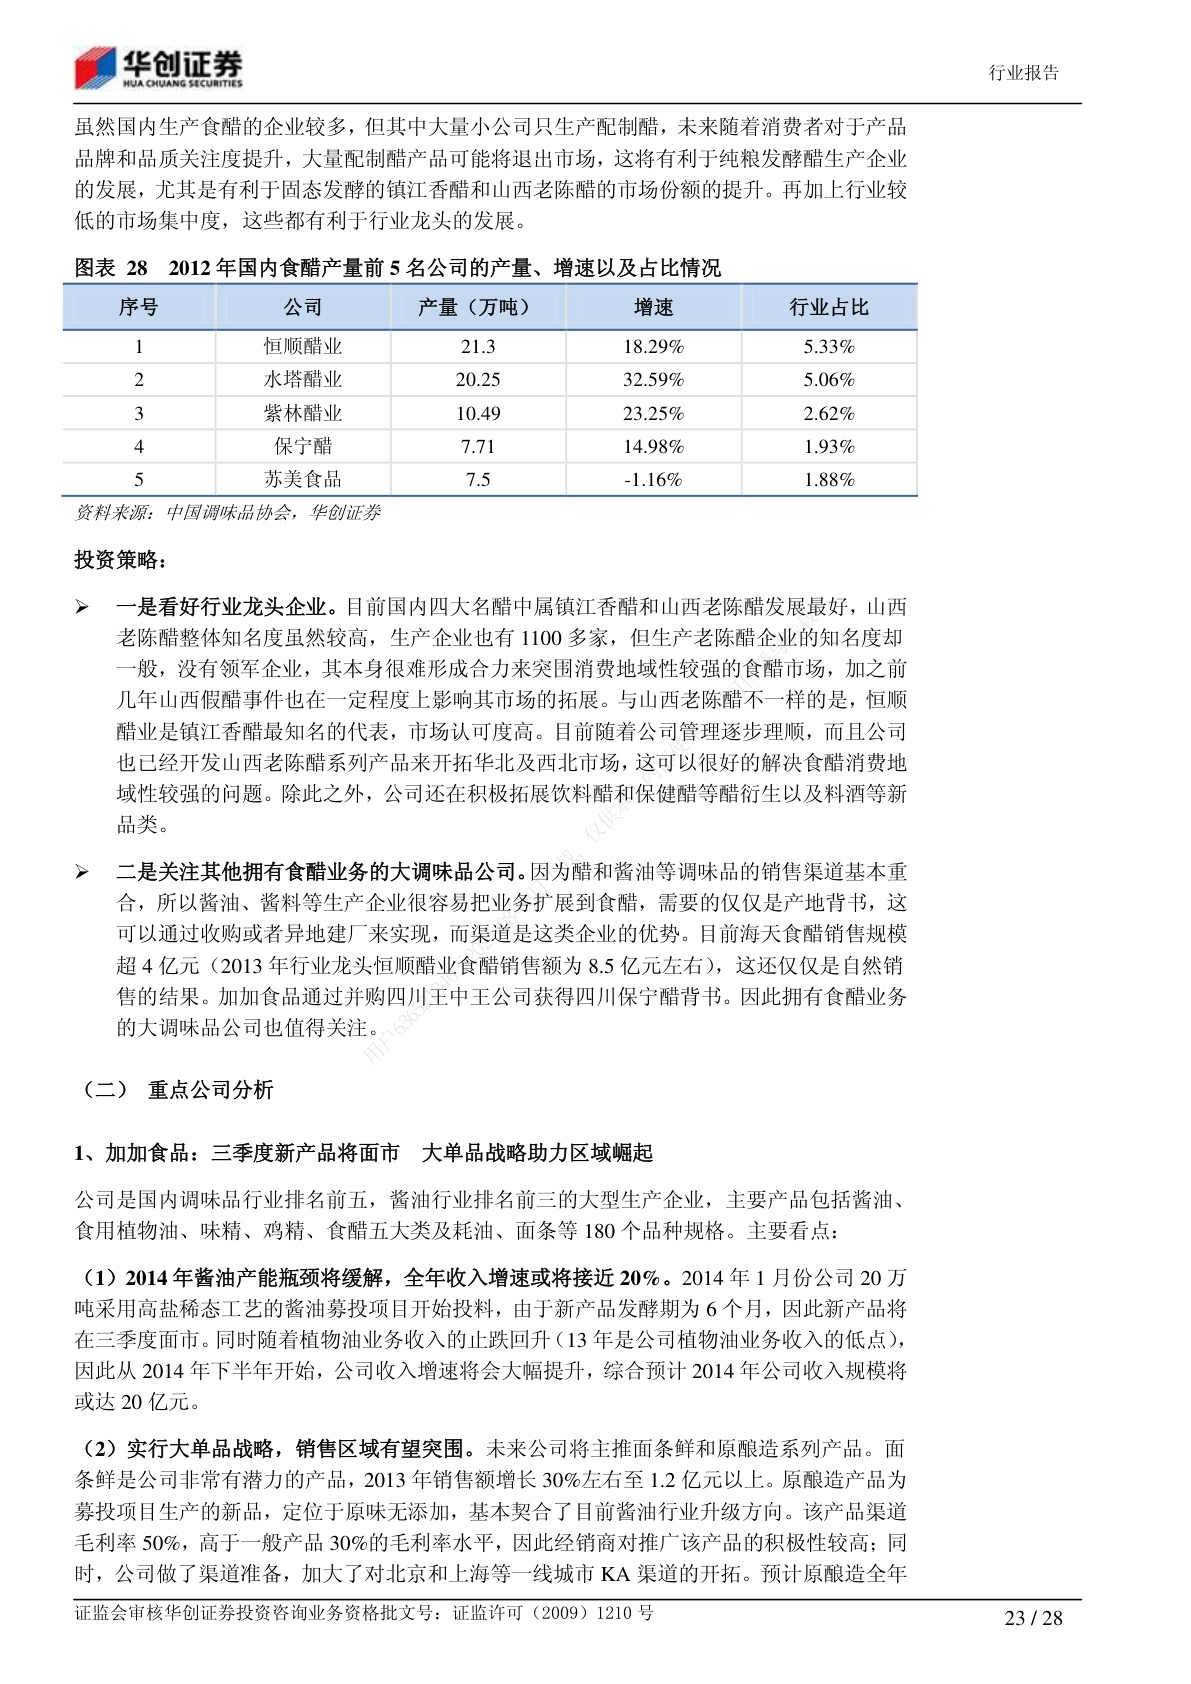 华创证券
HUA CHUANG SECURITIES
行业报告
虽然国内生产食醋的企业较多，但其中大量小公司只生产配制醋，未来随着消费者对于产品
品牌和品质关注度提升，大量配制醋产品可能将退出市场，这将有利于纯粮发酵醋生产企业
的发展，尤其是有利于固态发酵的镇江香醋和山西老陈醋的市场份额的提升。再加上行业较
低的市场集中度，这些都有利于行业龙头的发展。
图表 28 2012 年国内食醋产量前 5 名公司的产量、增速以及占比情况
序号 公司 产量（万吨） 增速 行业占比
1 恒顺醋业 21.3 18.29% 5.33%
2 水塔醋业 20.25 32.59% 5.06%
3 紫林醋业 10.49 23.25% 2.62%
4 保宁醋 7.71 14.98% 1.93%
5 苏美食品 7.5 -1.16% 1.88%
资料来源：中国调味品协会，华创证券
投资策略：
➢ 一是看好行业龙头企业。目前国内四大名醋中属镇江香醋和山西老陈醋发展最好，山西
老陈醋整体知名度虽然较高，生产企业也有 1100 多家，但生产老陈醋企业的知名度却
一般，没有领军企业，其本身很难形成合力来突围消费地域性较强的食醋市场，加之前
几年山西假醋事件也在一定程度上影响其市场的拓展。与山西老陈醋不一样的是，恒顺
醋业是镇江香醋最知名的代表，市场认可度高。目前随着公司管理逐步理顺，而且公司
也已经开发山西老陈醋系列产品来开拓华北及西北市场，这可以很好的解决食醋消费地
域性较强的问题。除此之外，公司还在积极拓展饮料醋和保健醋等醋衍生以及料酒等新
品类。
➢ 二是关注其他拥有食醋业务的大调味品公司。因为醋和酱油等调味品的销售渠道基本重
合，所以酱油、酱料等生产企业很容易把业务扩展到食醋，需要的仅仅是产地背书，这
可以通过收购或者异地建厂来实现，而渠道是这类企业的优势。目前海天食醋销售规模
超 4 亿元（2013 年行业龙头恒顺醋业食醋销售额为 8.5 亿元左右），这还仅仅是自然销
售的结果。加加食品通过并购四川王中王公司获得四川保宁醋背书。因此拥有食醋业务
的大调味品公司也值得关注。
（二） 重点公司分析
1、加加食品：三季度新产品将面市 大单品战略助力区域崛起
公司是国内调味品行业排名前五，酱油行业排名前三的大型生产企业，主要产品包括酱油、
食用植物油、味精、鸡精、食醋五大类及耗油、面条等 180 个品种规格。主要看点：
（1）2014 年酱油产能瓶颈将缓解，全年收入增速或将接近 20%。2014 年 1 月份公司 20 万
吨采用高盐稀态工艺的酱油募投项目开始投料，由于新产品发酵期为 6 个月，因此新产品将
在三季度面市。同时随着植物油业务收入的止跌回升（13 年是公司植物油业务收入的低点），
因此从 2014 年下半年开始，公司收入增速将会大幅提升，综合预计 2014 年公司收入规模将
或达 20 亿元。
（2）实行大单品战略，销售区域有望突围。未来公司将主推面条鲜和原酿造系列产品。面
条鲜是公司非常有潜力的产品，2013 年销售额增长 30%左右至 1.2 亿元以上。原酿造产品为
募投项目生产的新品，定位于原味无添加，基本契合了目前酱油行业升级方向。该产品渠道
毛利率 50%，高于一般产品 30%的毛利率水平，因此经销商对推广该产品的积极性较高；同
时，公司做了渠道准备，加大了对北京和上海等一线城市 KA 渠道的开拓。预计原酿造全年
证监会审核华创证券投资咨询业务资格批文号：证监许可（2009）1210 号
23 / 28